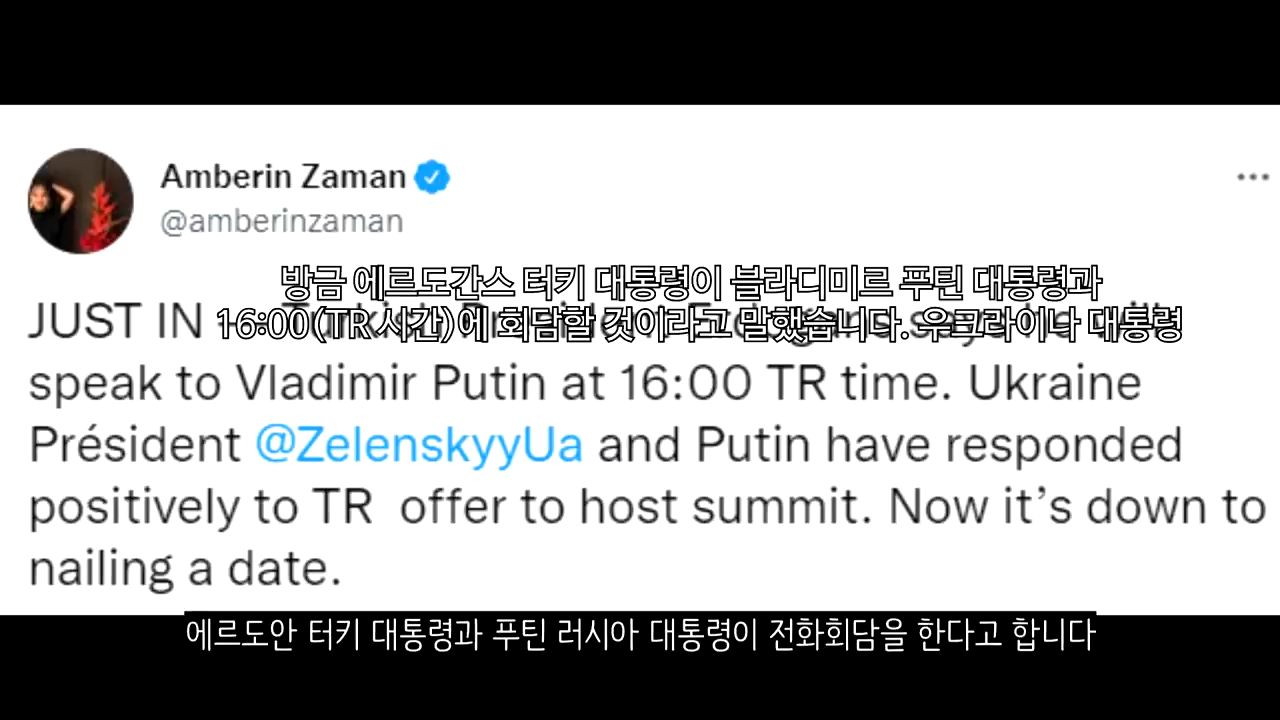 Amberin Zaman
@amberinzaman
방금 에르도간스 터키 대통령이 블라디미르 푸틴 대통령과
16:00(TR 시간)에 회담할 것이라고 말했습니다. 우크라이나 대통령
JUST IN
speak to Vladimir Putin at 16:00 TR time. Ukraine
Président @ZelenskyyUa and Putin have responded
positively to TR offer to host summit. Now it’s down to
nailing a date.
에르도안 터키 대통령과 푸틴 러시아 대통령이 전화회담을 한다고 합니다